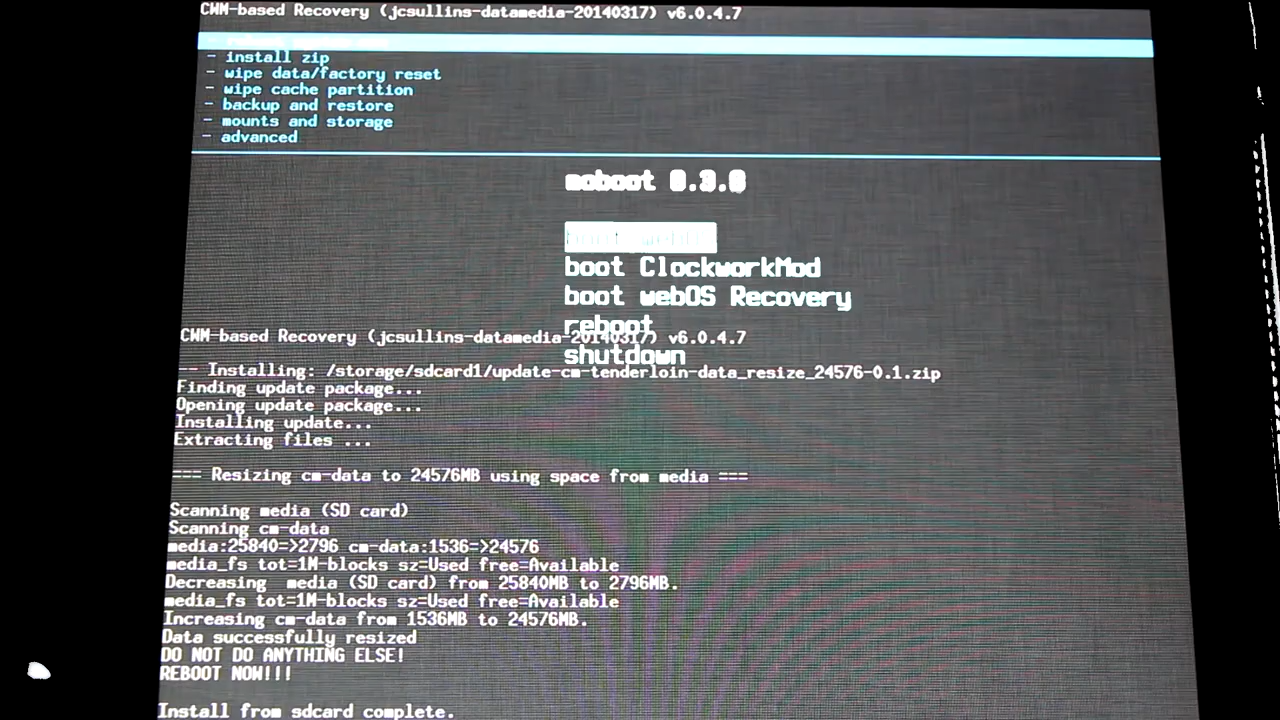 CWM-based Recovery (jcsullins-datamedia-20140317) v6.0.4.7
- install zip
- wipe data/factory reset
- wipe cache partition
- backup and restore
- mounts and storage
- advanced
moboot 0.3.8
boot webOS
boot ClockworkMod
boot webOS Recovery
reboot
CWM-based Recovery (jcsullins-datamedia-20140317) v6.0.4.7
shutdown
-- Installing: /storage/sdcard1/update-cm-tenderloin-data_resize_24576-0.1.zip
Finding update package...
Opening update package...
Installing update...
Extracting files ...
=== Resizing cm-data to 24576MB using space from media ===
Scanning media (SD card)
Scanning cm-data
media:25840=>2796 cm-data:1536=>24576
media_fs tot=1M-blocks sz=Used free=Available
Decreasing  media (SD card) from 25840MB to 2796MB.
media_fs tot=1M-blocks sz=Used free=Available
Increasing cm-data from 1536MB to 24576MB.
Data successfully resized
DO NOT DO ANYTHING ELSE!
REBOOT NOW!!!
Install from sdcard complete.